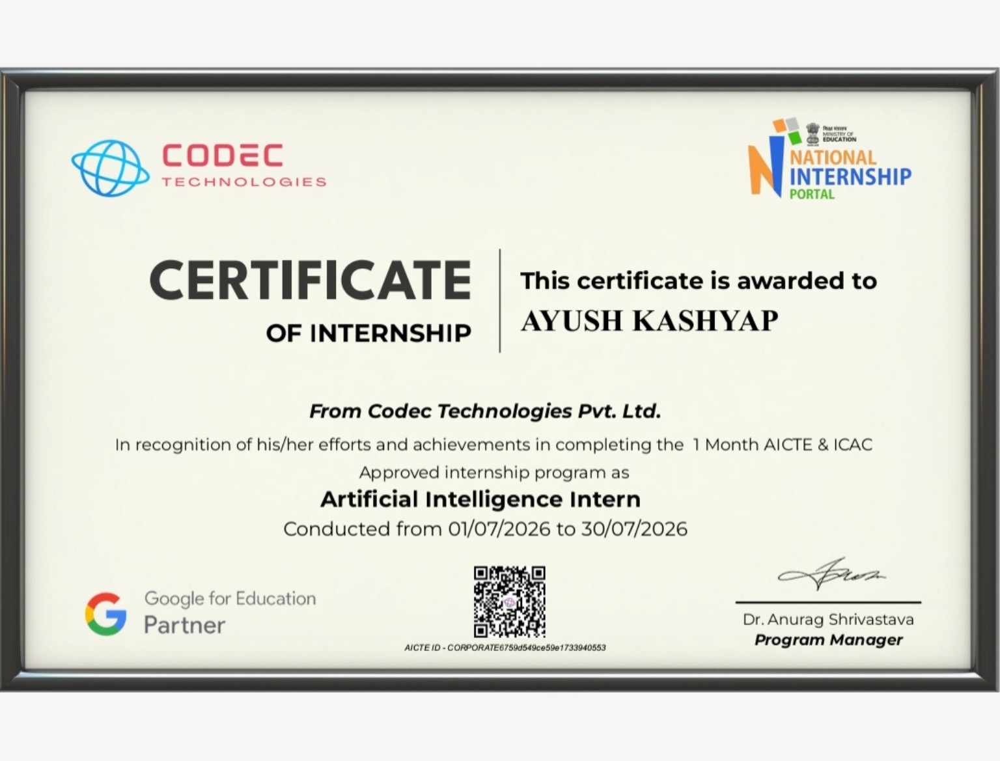 CODEC
TECHNOLOGIES
शिक्षा मंत्रालय
MINISTRY OF
EDUCATION
NATIONAL
INTERNSHIP
PORTAL
CERTIFICATE
OF INTERNSHIP
This certificate is awarded to
AYUSH KASHYAP
From Codec Technologies Pvt. Ltd.
In recognition of his/her efforts and achievements in completing the 1 Month AICTE & ICAC
Approved internship program as
Artificial Intelligence Intern
Conducted from 01/07/2026 to 30/07/2026
Google for Education
Partner
AICTE ID - CORPORATE6759d549ce59e1733940553
Dr. Anurag Shrivastava
Program Manager